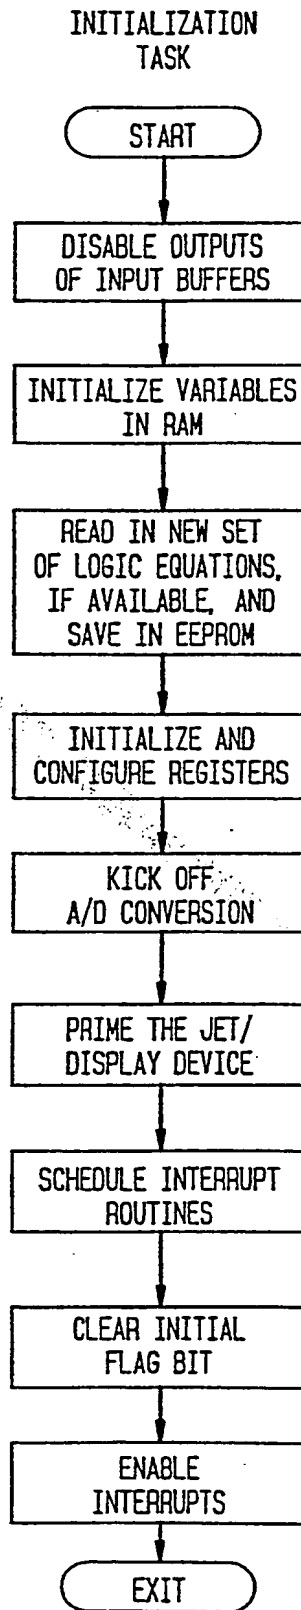 INITIALIZATION
TASK
START
DISABLE OUTPUTS
OF INPUT BUFFERS
INITIALIZE VARIABLES
IN RAM
READ IN NEW SET
OF LOGIC EQUATIONS,
IF AVAILABLE, AND
SAVE IN EEPROM
INITIALIZE AND
CONFIGURE REGISTERS
KICK OFF
A/D CONVERSION
PRIME THE JET/
DISPLAY DEVICE
SCHEDULE INTERRUPT
ROUTINES
CLEAR INITIAL
FLAG BIT
ENABLE
INTERRUPTS
EXIT